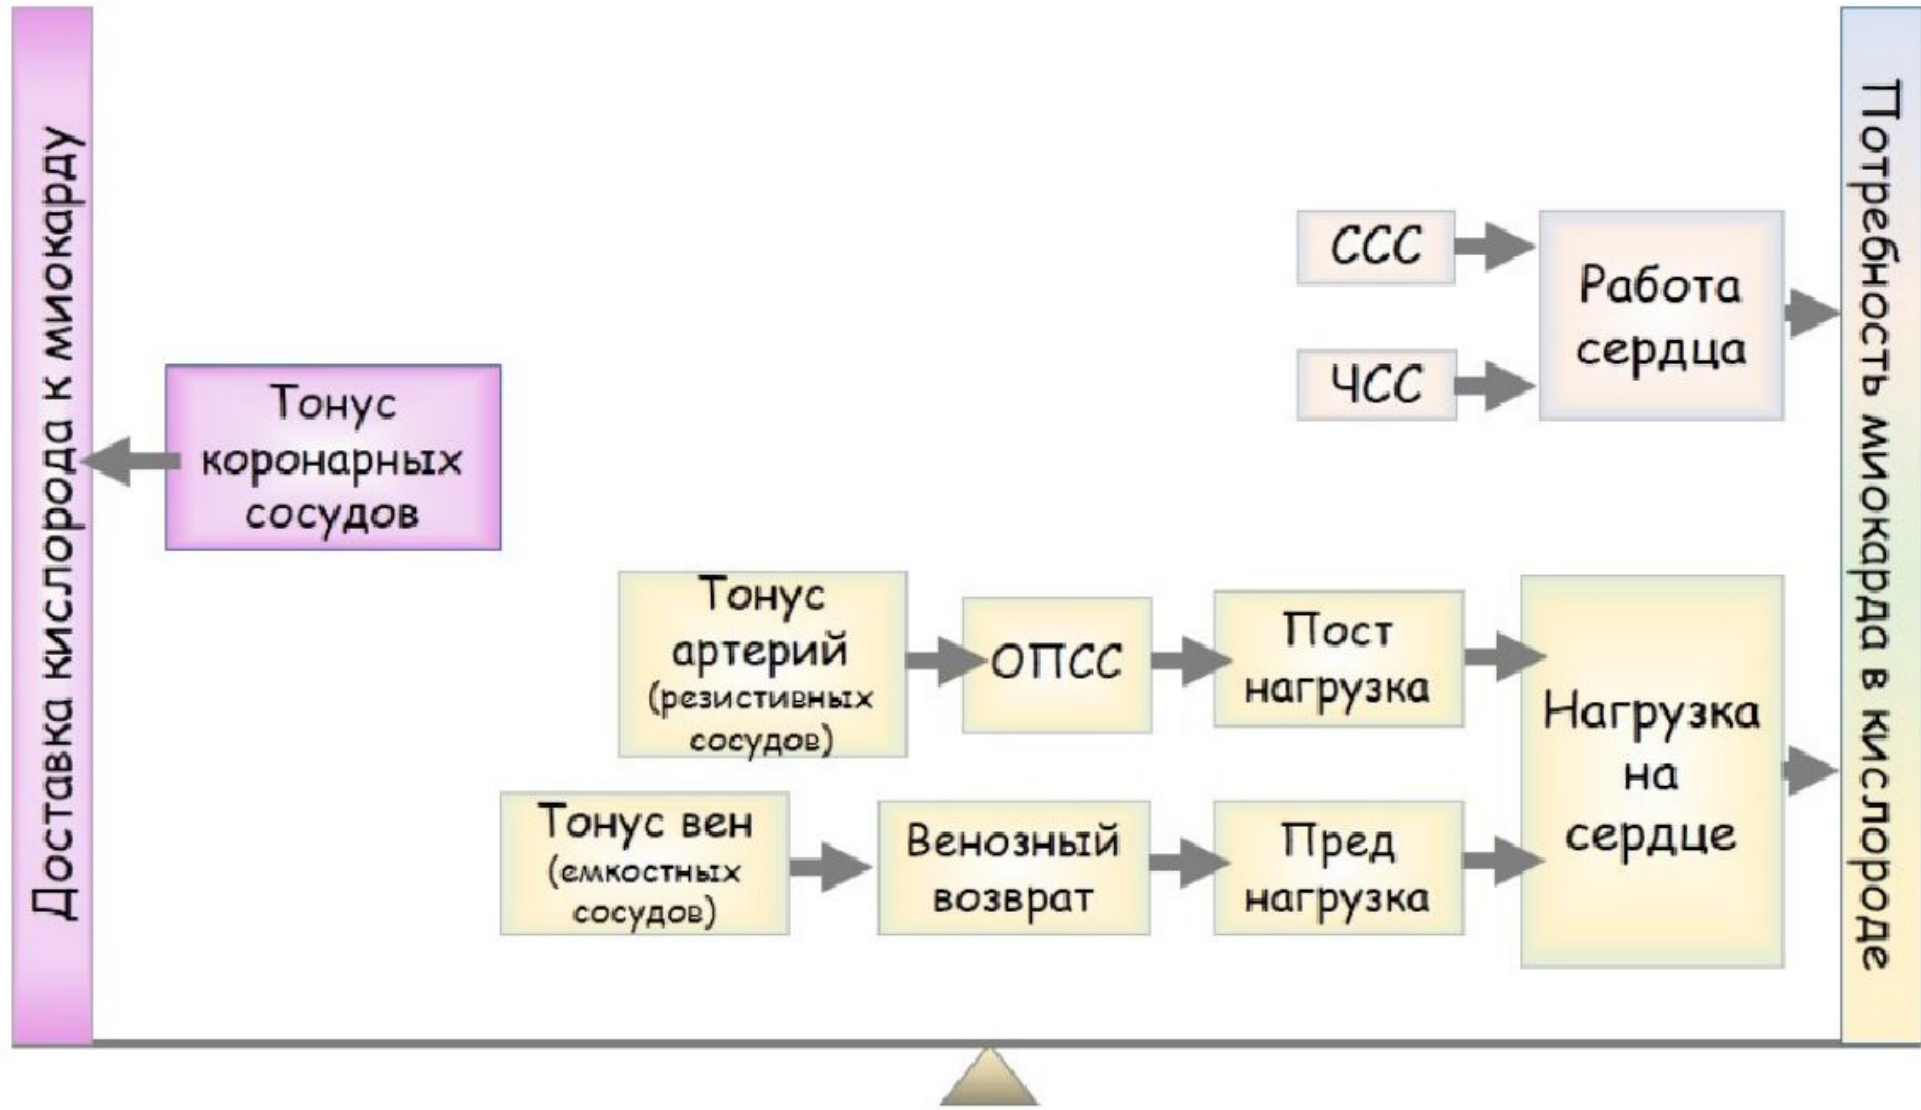 Доставка кислорода к миокарду
Тонус
коронарных
сосудов
ССС
ЧСС
Работа
сердца
Тонус
артерий
(резистивных
сосудов)
ОПСС
Пост
нагрузка
Тонус вен
(емкостных
сосудов)
Венозный
возврат
Пред
нагрузка
Нагрузка
на
сердце
Потребность миокарда в кислороде